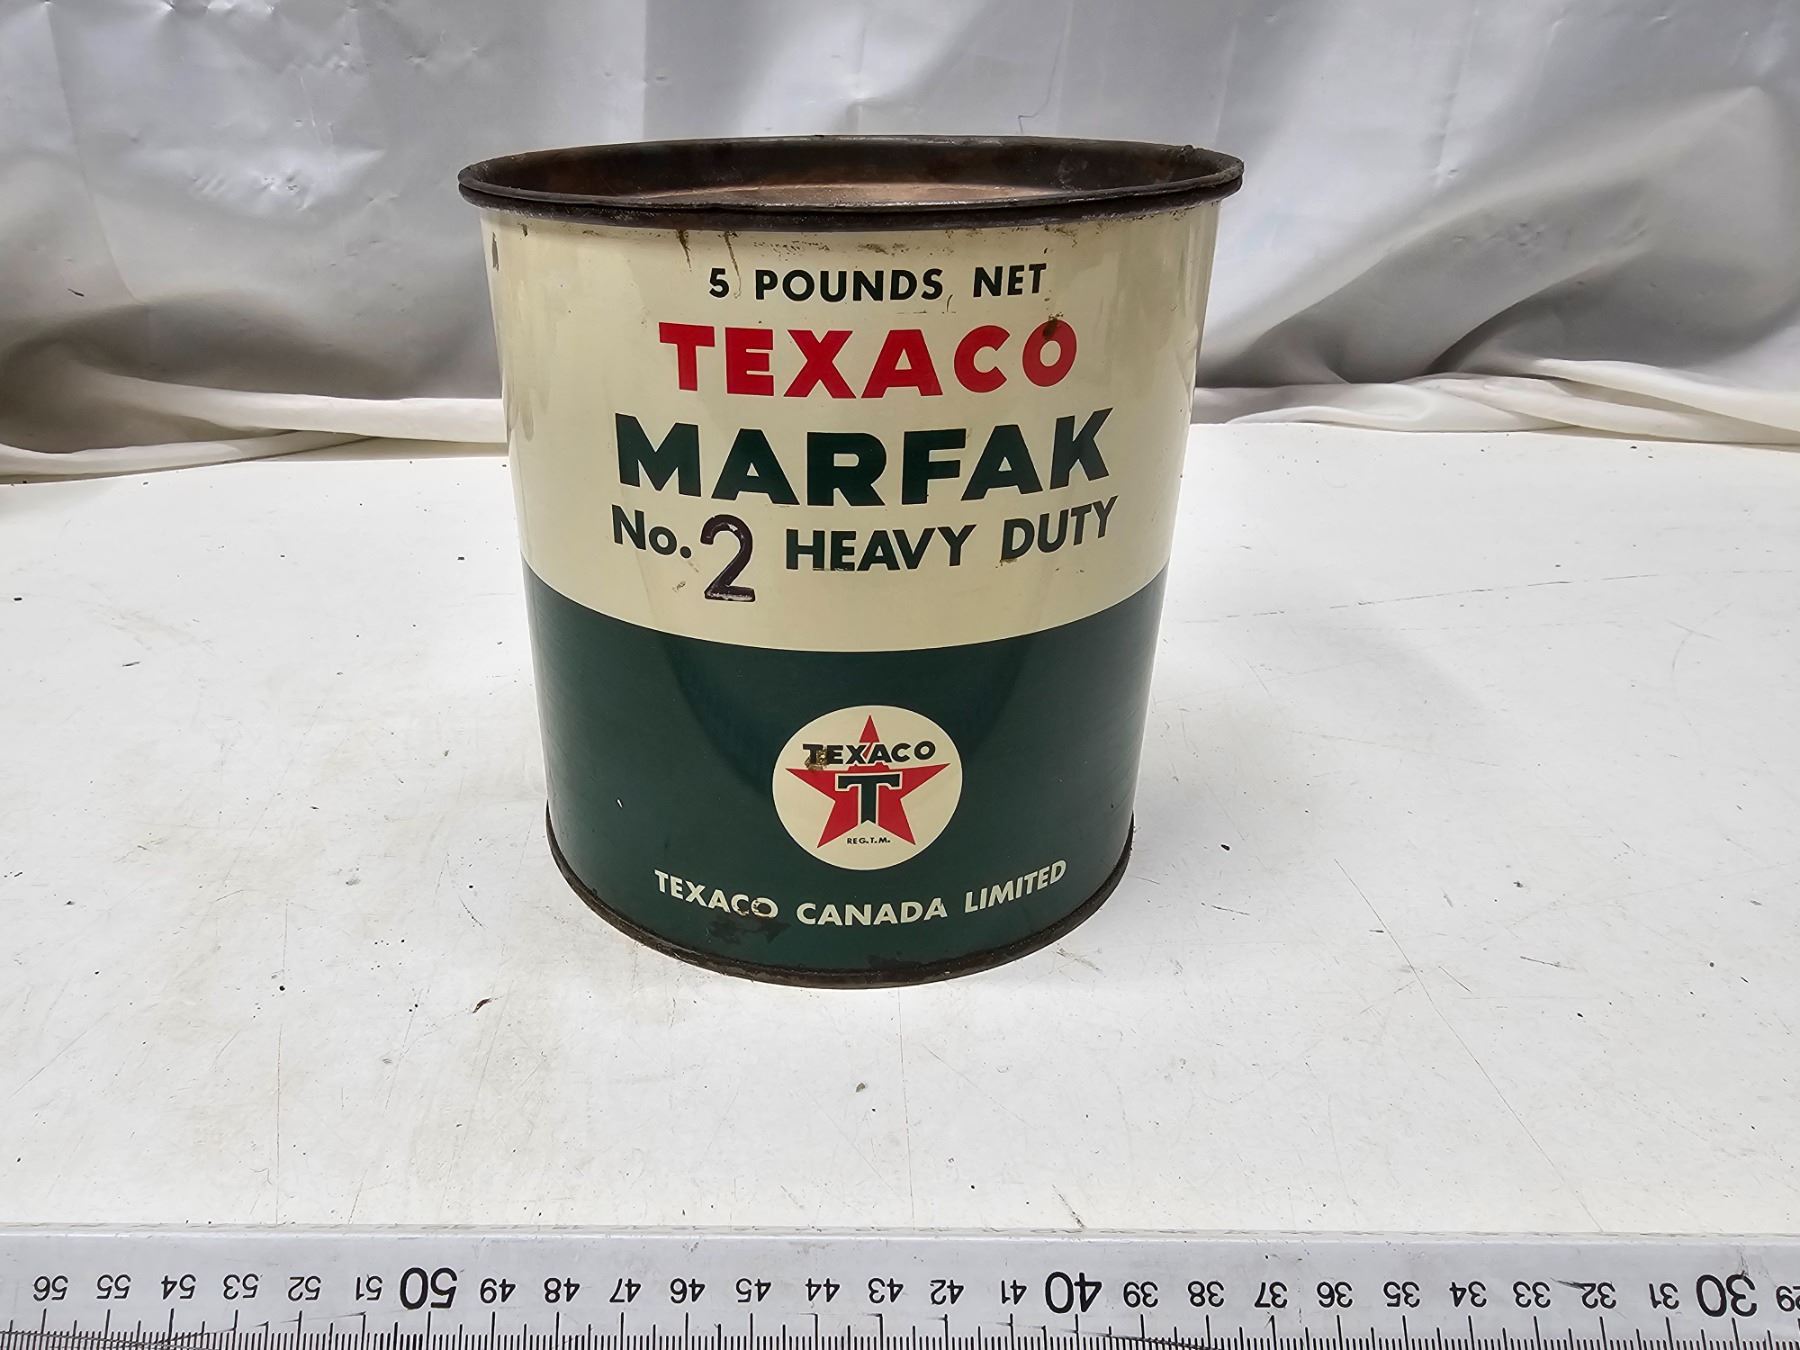 5 POUNDS NET
TEXACO
MARFAK
No. 2 HEAVY DUTY
TEXACO
T
REG. T. M.
TEXACO CANADA LIMITED
56 55 54 53 52 51 50 49 48 47 46 45 44 43 42 41 40 39 38 37 36 35 34 33 32 31 30 29